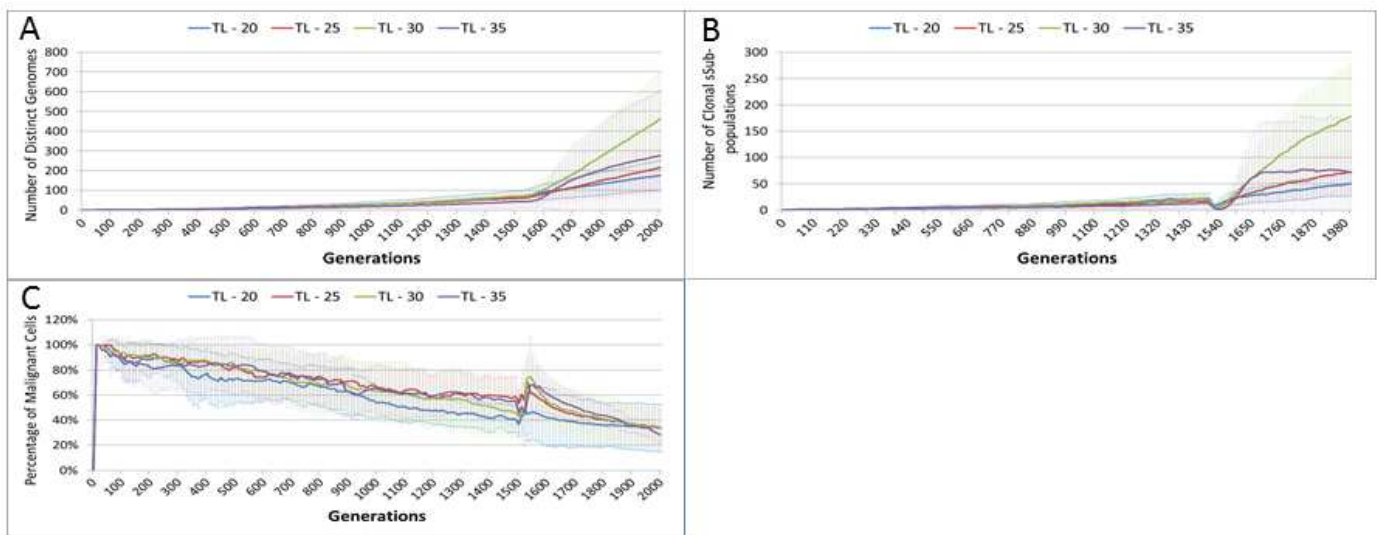 A
TL - 20 TL - 25 TL - 30 TL - 35
Number of Distinct Genomes
800
700
600
500
400
300
200
100
0
0 100 200 300 400 500 600 700 800 900 1000 1100 1200 1300 1400 1500 1600 1700 1800 1900 2000
Generations
B
TL - 20 TL - 25 TL - 30 TL - 35
Number of Clonal sSub-
populations
300
250
200
150
100
50
0
0 110 220 330 440 550 660 770 880 990 1100 1210 1320 1430 1540 1650 1760 1870 1980
Generations
C
TL - 20 TL - 25 TL - 30 TL - 35
Percentage of Malignant Cells
120%
100%
80%
60%
40%
20%
0%
0 100 200 300 400 500 600 700 800 900 1000 1100 1200 1300 1400 1500 1600 1700 1800 1900 2000
Generations